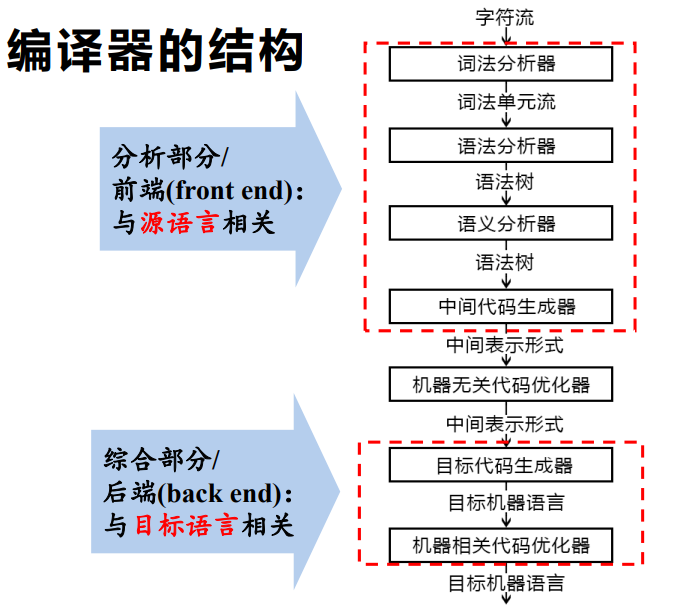 编译器的结构
分析部分/
前端(front end)：
与源语言相关
综合部分/
后端(back end)：
与目标语言相关
字符流
词法分析器
词法单元流
语法分析器
语法树
语义分析器
语法树
中间代码生成器
中间表示形式
机器无关代码优化器
中间表示形式
目标代码生成器
目标机器语言
机器相关代码优化器
目标机器语言